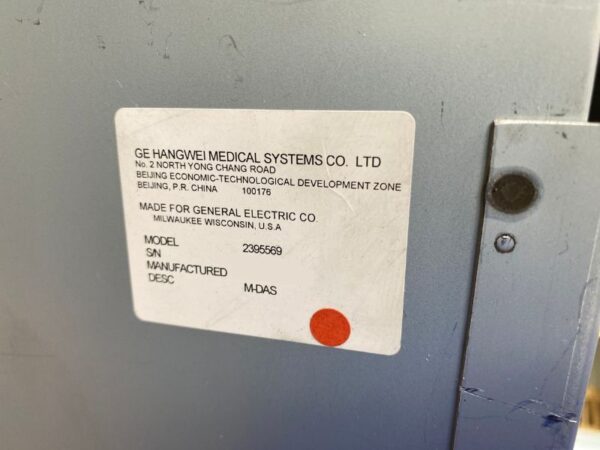 GE HANGWEI MEDICAL SYSTEMS CO. LTD
No. 2 NORTH YONG CHANG ROAD
BEIJING ECONOMIC-TECHNOLOGICAL DEVELOPMENT ZONE
BEIJING, P.R. CHINA 100176
MADE FOR GENERAL ELECTRIC CO.
MILWAUKEE WISCONSIN, U.S.A
MODEL 2395569
S/N
MANUFACTURED
DESC M-DAS